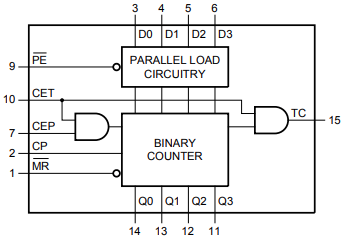 3 4 5 6
D0 D1 D2 D3
9 PE
PARALLEL LOAD
CIRCUITRY
10 CET
TC 15
7 CEP
2 CP
BINARY
COUNTER
1 MR
Q0 Q1 Q2 Q3
14 13 12 11